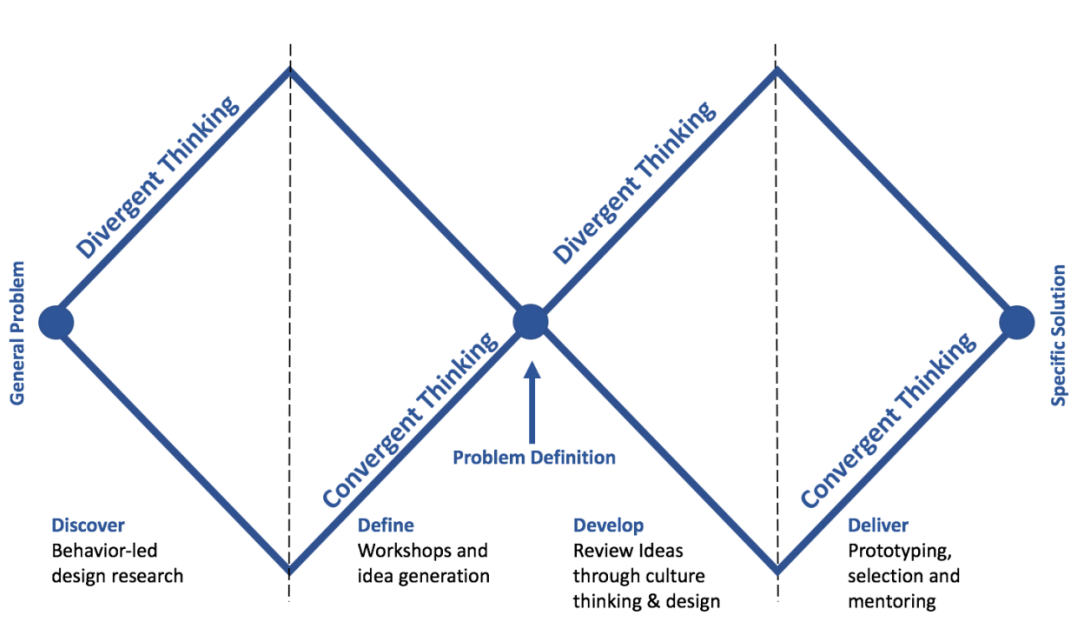 Divergent Thinking
Divergent Thinking
General Problem
Specific Solution
Convergent Thinking
Convergent Thinking
Problem Definition
Discover
Behavior-led
design research
Define
Workshops and
idea generation
Develop
Review Ideas
through culture
thinking & design
Deliver
Prototyping,
selection and
mentoring